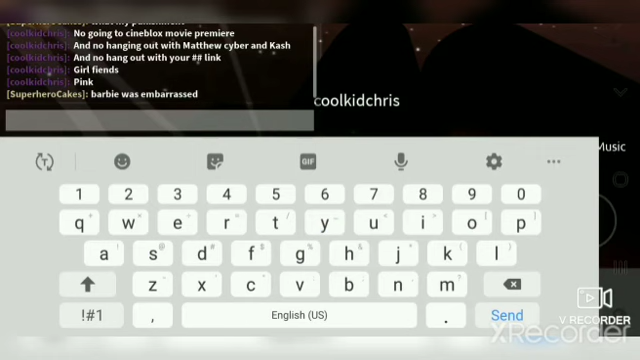 [coolkidchris]: No going to cineblox movie premiere
[coolkidchris]: And no hanging out with Matthew cyber and Kash
[coolkidchris]: And no hang out with your ## link
[coolkidchris]: Girl fiends
[coolkidchris]: Pink
[SuperheroCakes]: barbie was embarrassed
coolkidchris
Music
GIF
1 2 3 4 5 6 7 8 9 0
q w e r t y u i o p
a s d f g h j k l
z x c v b n m
!#1 , English (US) . Send
V RECORDER
XRecorder